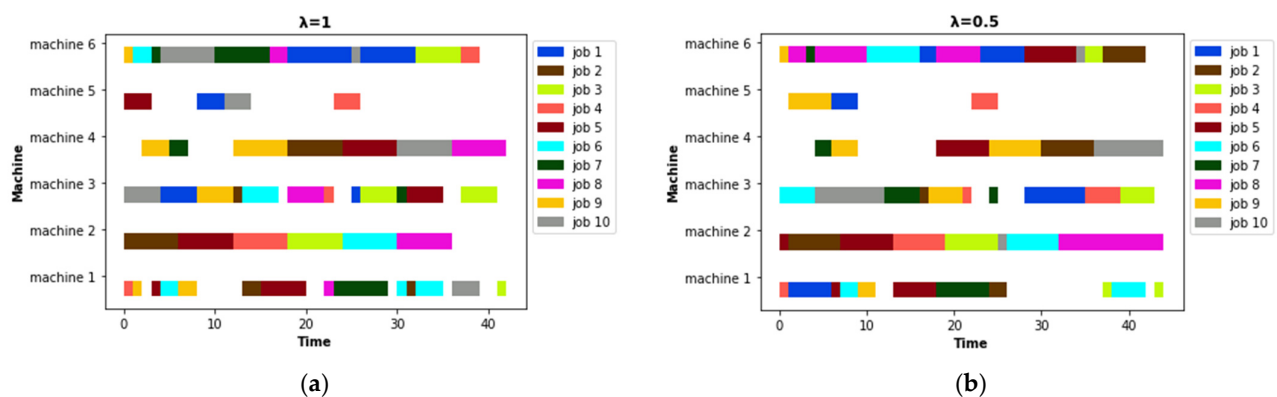 λ=1
machine 6
machine 5
machine 4
machine 3
machine 2
machine 1
Machine
0
10
20
30
40
Time
job 1
job 2
job 3
job 4
job 5
job 6
job 7
job 8
job 9
job 10
(a)
λ=0.5
machine 6
machine 5
machine 4
machine 3
machine 2
machine 1
Machine
0
10
20
30
40
Time
job 1
job 2
job 3
job 4
job 5
job 6
job 7
job 8
job 9
job 10
(b)